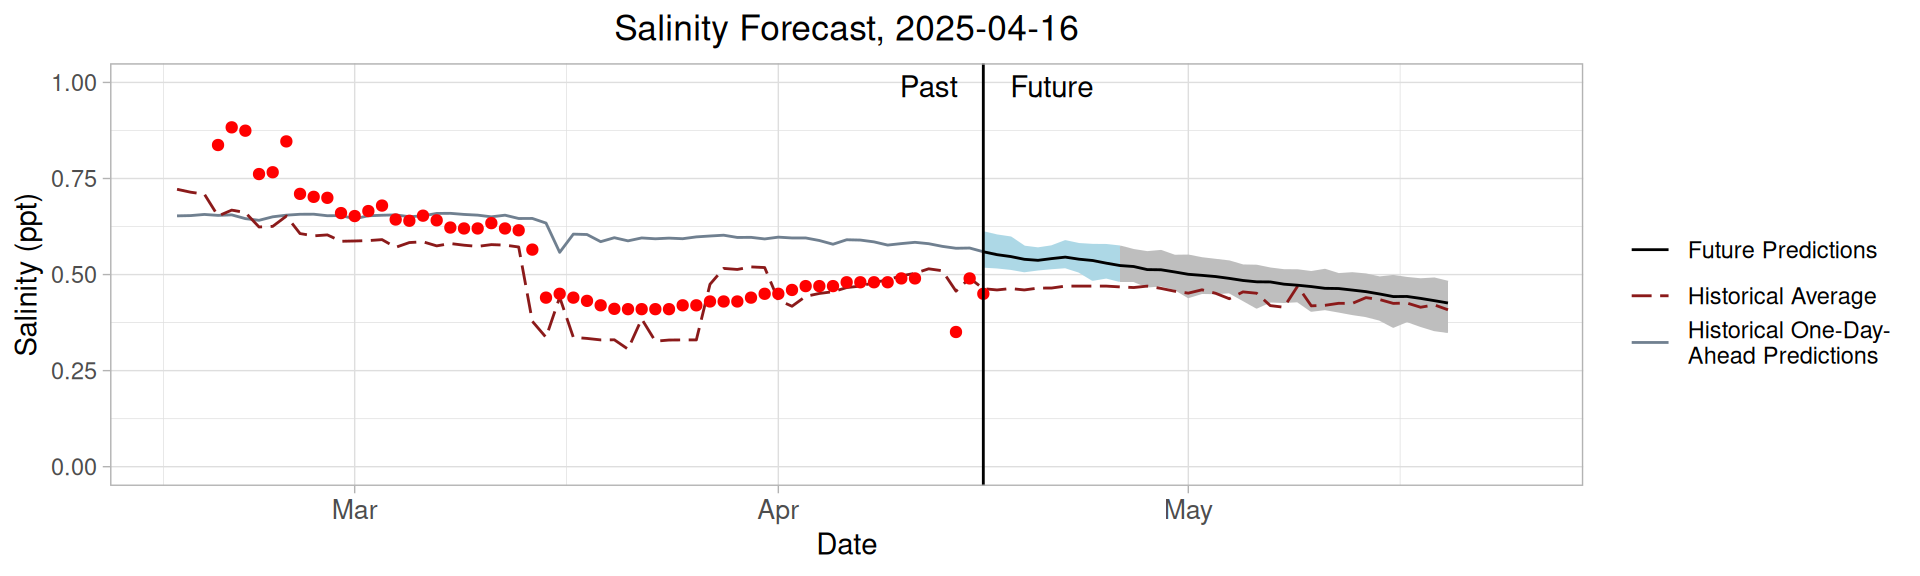 Salinity Forecast, 2025-04-16
Past
Future
1.00
0.75
0.50
0.25
0.00
Salinity (ppt)
Mar
Apr
May
Date
Future Predictions
Historical Average
Historical One-Day-
Ahead Predictions